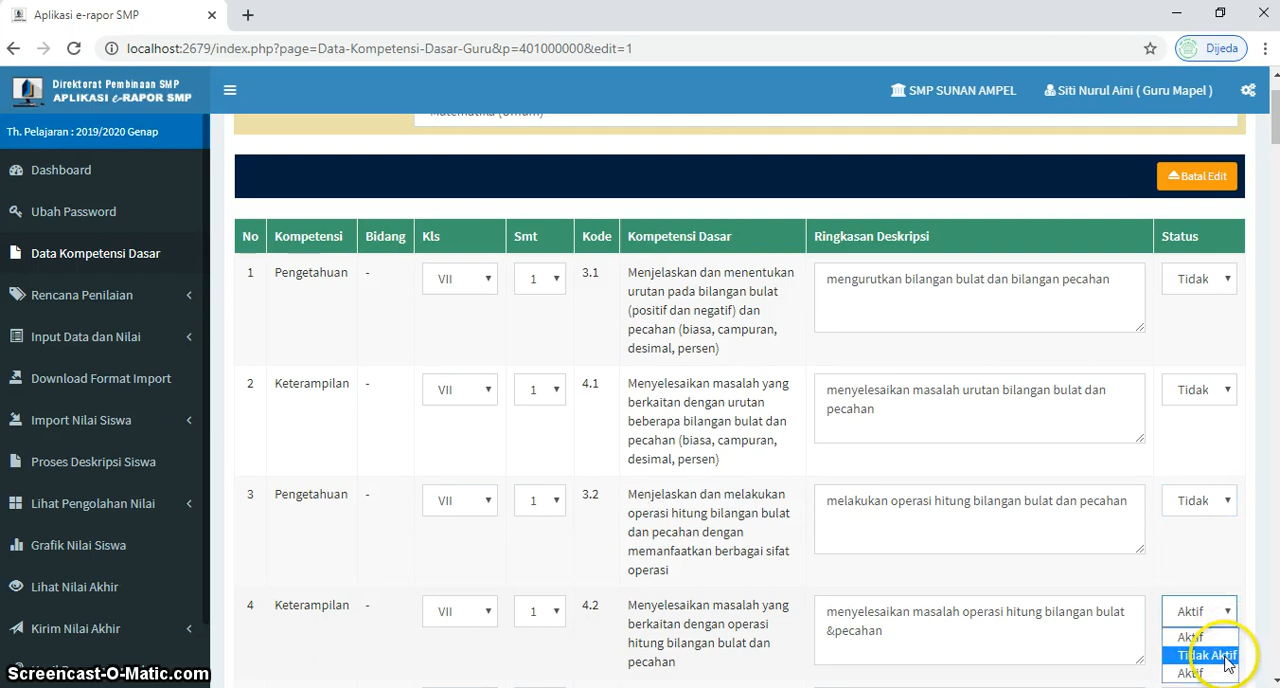 Aplikasi e-rapor SMP
localhost:2679/index.php?page=Data-Kompetensi-Dasar-Guru&p=401000000&edit=1
Dijeda
Direktorat Pembinaan SMP
APLIKASI e-RAPOR SMP
SMP SUNAN AMPEL
Siti Nurul Aini ( Guru Mapel )
Th. Pelajaran : 2019/2020 Genap
Dashboard
Ubah Password
Data Kompetensi Dasar
Rencana Penilaian
Input Data dan Nilai
Download Format Import
Import Nilai Siswa
Proses Deskripsi Siswa
Lihat Pengolahan Nilai
Grafik Nilai Siswa
Lihat Nilai Akhir
Kirim Nilai Akhir
Matematika (Umum)
Batal Edit
No Kompetensi Bidang Kls Smt Kode Kompetensi Dasar Ringkasan Deskripsi Status
1 Pengetahuan - VII 1 3.1 Menjelaskan dan menentukan
urutan pada bilangan bulat
(positif dan negatif) dan
pecahan (biasa, campuran,
desimal, persen)
mengurutkan bilangan bulat dan bilangan pecahan
Tidak
2 Keterampilan - VII 1 4.1 Menyelesaikan masalah yang
berkaitan dengan urutan
beberapa bilangan bulat dan
pecahan (biasa, campuran,
desimal, persen)
menyelesaikan masalah urutan bilangan bulat dan
pecahan
Tidak
3 Pengetahuan - VII 1 3.2 Menjelaskan dan melakukan
operasi hitung bilangan bulat
dan pecahan dengan
memanfaatkan berbagai sifat
operasi
melakukan operasi hitung bilangan bulat dan pecahan
Tidak
4 Keterampilan - VII 1 4.2 Menyelesaikan masalah yang
berkaitan dengan operasi
hitung bilangan bulat dan
pecahan
menyelesaikan masalah operasi hitung bilangan bulat
&pecahan
Aktif
Aktif
Tidak Aktif
Aktif
Screencast-O-Matic.com